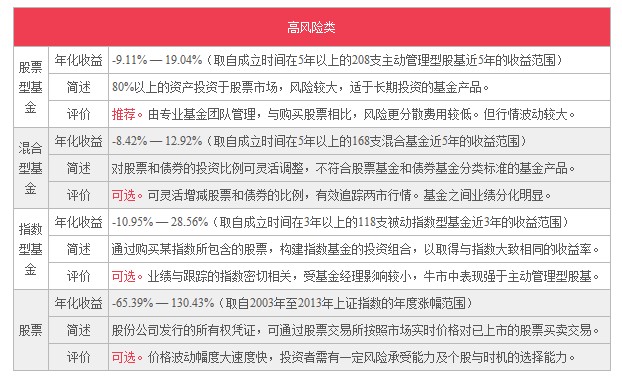 高风险类
股票型基金
年化收益 -9.11% — 19.04%（取自成立时间在5年以上的208支主动管理型股基近5年的收益范围）
简述 80%以上的资产投资于股票市场，风险较大，适于长期投资的基金产品。
评价 推荐。由专业基金团队管理，与购买股票相比，风险更分散费用较低。但行情波动较大。
混合型基金
年化收益 -8.42% — 12.92%（取自成立时间在5年以上的168支混合基金近5年的收益范围）
简述 对股票和债券的投资比例可灵活调整，不符合股票基金和债券基金分类标准的基金产品。
评价 可选。可灵活增减股票和债券的比例，有效追踪两市行情。基金之间业绩分化明显。
指数型基金
年化收益 -10.95% — 28.56%（取自成立时间在3年以上的118支被动指数型基金近3年的收益范围）
简述 通过购买某指数所包含的股票，构建指数基金的投资组合，以取得与指数大致相同的收益率。
评价 可选。业绩与跟踪的指数密切相关，受基金经理影响较小，牛市中表现强于主动管理型股基。
股票
年化收益 -65.39% — 130.43%（取自2003年至2013年上证指数的年度涨幅范围）
简述 股份公司发行的所有权凭证，可通过股票交易所按照市场实时价格对已上市的股票买卖交易。
评价 可选。价格波动幅度大速度快，投资者需有一定风险承受能力及个股与时机的选择能力。